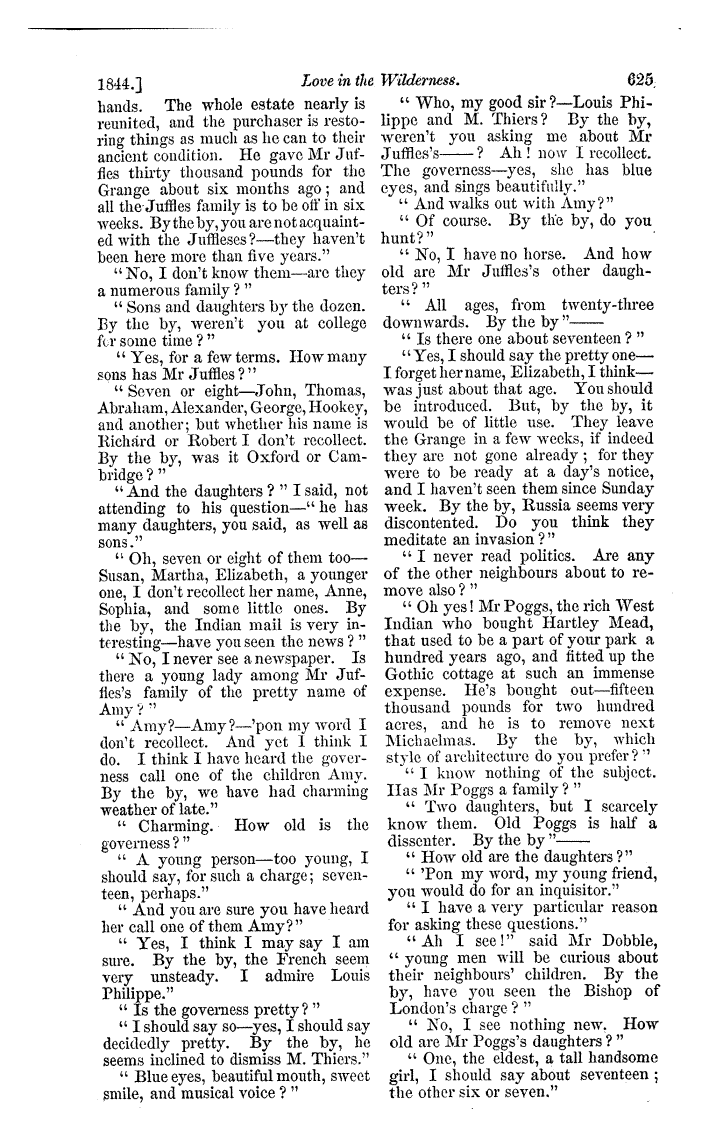 1844.] Love in the Wilderness. 625
hands. The whole estate nearly is
reunited, and the purchaser is resto-
ring things as much as he can to their
ancient condition. He gave Mr Juf-
fles thirty thousand pounds for the
Grange about six months ago; and
all the Juffles family is to be off in six
weeks. By the by, you are not acquaint-
ed with the Juffleses?—they haven't
been here more than five years."
"No, I don't know them—are they
a numerous family?"
"Sons and daughters by the dozen.
By the by, weren't you at college
for some time?"
"Yes, for a few terms. How many
sons has Mr Juffles?"
"Seven or eight—John, Thomas,
Abraham, Alexander, George, Hookey,
and another; but whether his name is
Richard or Robert I don't recollect.
By the by, was it Oxford or Cam-
bridge?"
"And the daughters?" I said, not
attending to his question—"he has
many daughters, you said, as well as
sons."
"Oh, seven or eight of them too—
Susan, Martha, Elizabeth, a younger
one, I don't recollect her name, Anne,
Sophia, and some little ones. By
the by, the Indian mail is very in-
teresting—have you seen the news?"
"No, I never see a newspaper. Is
there a young lady among Mr Juf-
fles's family of the pretty name of
Amy?"
"Amy?—Amy?—'pon my word I
don't recollect. And yet I think I
do. I think I have heard the gover-
ness call one of the children Amy.
By the by, we have had charming
weather of late."
"Charming. How old is the
governess?"
"A young person—too young, I
should say, for such a charge; seven-
teen, perhaps."
"And you are sure you have heard
her call one of them Amy?"
"Yes, I think I may say I am
sure. By the by, the French seem
very unsteady. I admire Louis
Philippe."
"Is the governess pretty?"
"I should say so—yes, I should say
decidedly pretty. By the by, he
seems inclined to dismiss M. Thiers."
"Blue eyes, beautiful mouth, sweet
smile, and musical voice?"
"Who, my good sir?—Louis Phi-
lippe and M. Thiers? By the by,
weren't you asking me about Mr
Juffles's——? Ah! now I recollect.
The governess—yes, she has blue
eyes, and sings beautifully."
"And walks out with Amy?"
"Of course. By the by, do you
hunt?"
"No, I have no horse. And how
old are Mr Juffles's other daugh-
ters?"
"All ages, from twenty-three
downwards. By the by"——
"Is there one about seventeen?"
"Yes, I should say the pretty one—
I forget her name, Elizabeth, I think—
was just about that age. You should
be introduced. But, by the by, it
would be of little use. They leave
the Grange in a few weeks, if indeed
they are not gone already; for they
were to be ready at a day's notice,
and I haven't seen them since Sunday
week. By the by, Russia seems very
discontented. Do you think they
meditate an invasion?"
"I never read politics. Are any
of the other neighbours about to re-
move also?"
"Oh yes! Mr Poggs, the rich West
Indian who bought Hartley Mead,
that used to be a part of your park a
hundred years ago, and fitted up the
Gothic cottage at such an immense
expense. He's bought out—fifteen
thousand pounds for two hundred
acres, and he is to remove next
Michaelmas. By the by, which
style of architecture do you prefer?"
"I know nothing of the subject.
Has Mr Poggs a family?"
"Two daughters, but I scarcely
know them. Old Poggs is half a
dissenter. By the by"——
"How old are the daughters?"
"'Pon my word, my young friend,
you would do for an inquisitor."
"I have a very particular reason
for asking these questions."
"Ah I see!" said Mr Dobble,
"young men will be curious about
their neighbours' children. By the
by, have you seen the Bishop of
London's charge?"
"No, I see nothing new. How
old are Mr Poggs's daughters?"
"One, the eldest, a tall handsome
girl, I should say about seventeen;
the other six or seven."